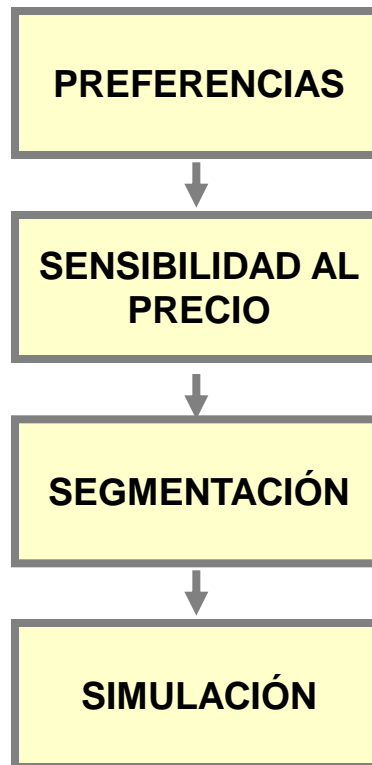 PREFERENCIAS
SENSIBILIDAD AL
PRECIO
SEGMENTACIÓN
SIMULACIÓN